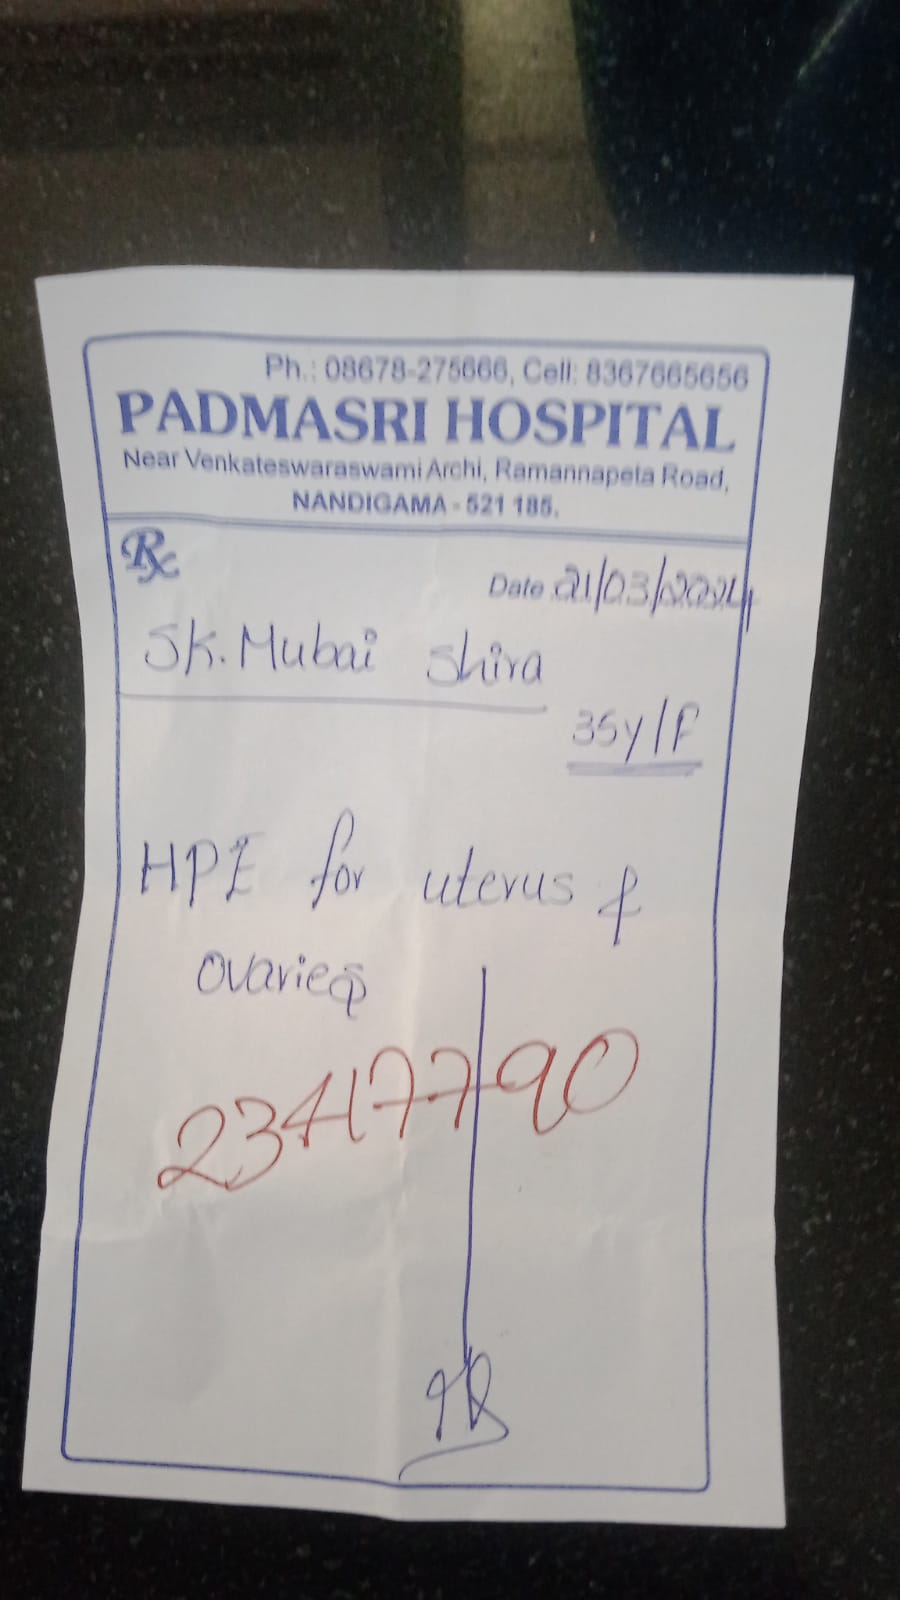 Ph.: 08678-275666, Cell: 8367665656
PADMASRI HOSPITAL
Near Venkateswaraswami Archi, Ramannapeta Road,
NANDIGAMA - 521 185.
Rx
Date 21/03/2024
Sk. Mubai Shira
35y/F
HPE for uterus &
ovaries
23417790